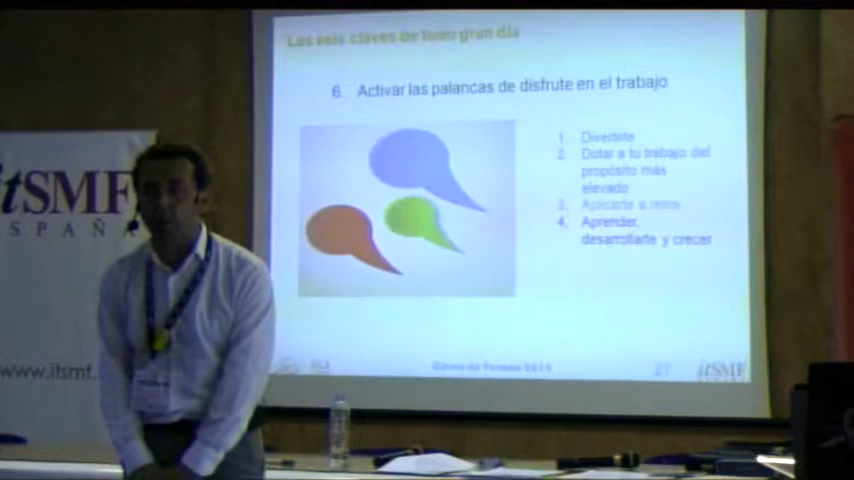 Las seis claves de todo gran día
6. Activar las palancas de disfrute en el trabajo
1. Divertirte
2. Dotar a tu trabajo del
propósito más
elevado
3. Aplicarte a retos
4. Aprender,
desarrollarte y crecer
27
itSMF
itSMF
ESPAÑA
www.itsmf.